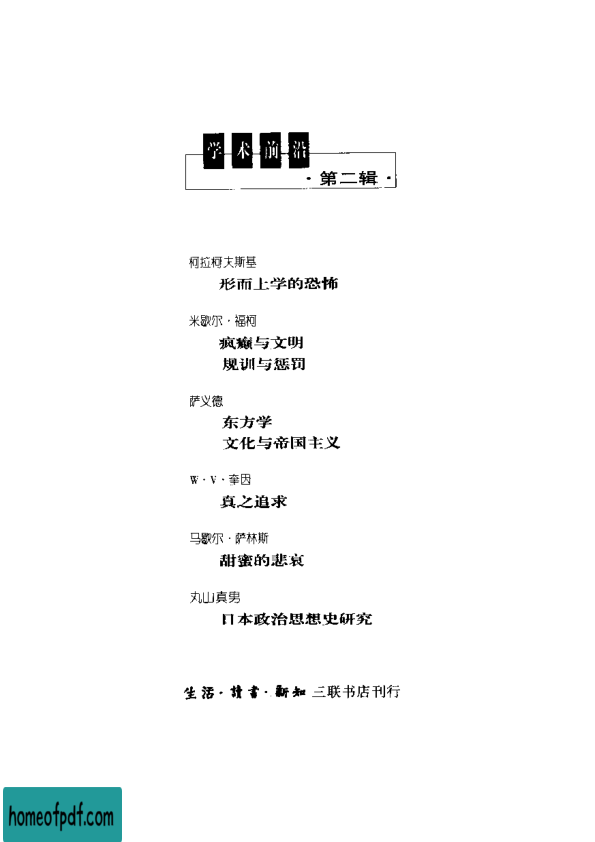 学术前沿
·第二辑·
柯拉柯夫斯基
形而上学的恐怖
米歇尔·福柯
疯癫与文明
规训与惩罚
萨义德
东方学
文化与帝国主义
W·V·奎因
真之追求
马歇尔·萨林斯
甜蜜的悲哀
丸山真男
日本政治思想史研究
生活·讀書·新知 三联书店刊行
homeofpdf.com